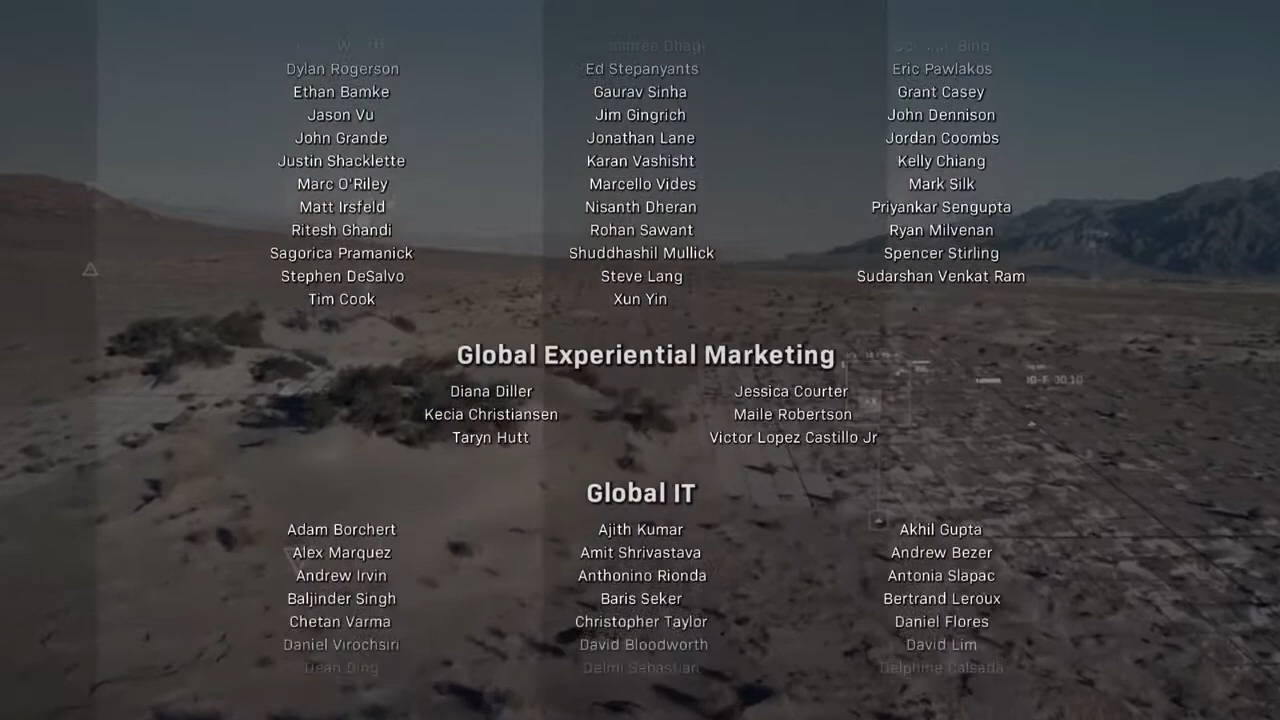 Dylan Rogerson Ed Stepanyants Eric Pawlakos
Ethan Bamke Gaurav Sinha Grant Casey
Jason Vu Jim Gingrich John Dennison
John Grande Jonathan Lane Jordan Coombs
Justin Shacklette Karan Vashisht Kelly Chiang
Marc O'Riley Marcello Vides Mark Silk
Matt Irsfeld Nisanth Dheran Priyankar Sengupta
Ritesh Ghandi Rohan Sawant Ryan Milvenan
Sagorica Pramanick Shuddhashil Mullick Spencer Stirling
Stephen DeSalvo Steve Lang Sudarshan Venkat Ram
Tim Cook Xun Yin
Global Experiential Marketing
Diana Diller Jessica Courter
Kecia Christiansen Maile Robertson
Taryn Hutt Victor Lopez Castillo Jr
Global IT
Adam Borchert Ajith Kumar Akhil Gupta
Alex Marquez Amit Shrivastava Andrew Bezer
Andrew Irvin Anthonino Rionda Antonia Slapac
Baljinder Singh Baris Seker Bertrand Leroux
Chetan Varma Christopher Taylor Daniel Flores
Daniel Virochsiri David Bloodworth David Lim
Dean Ding Delmi Sebastian Delphine Calsada